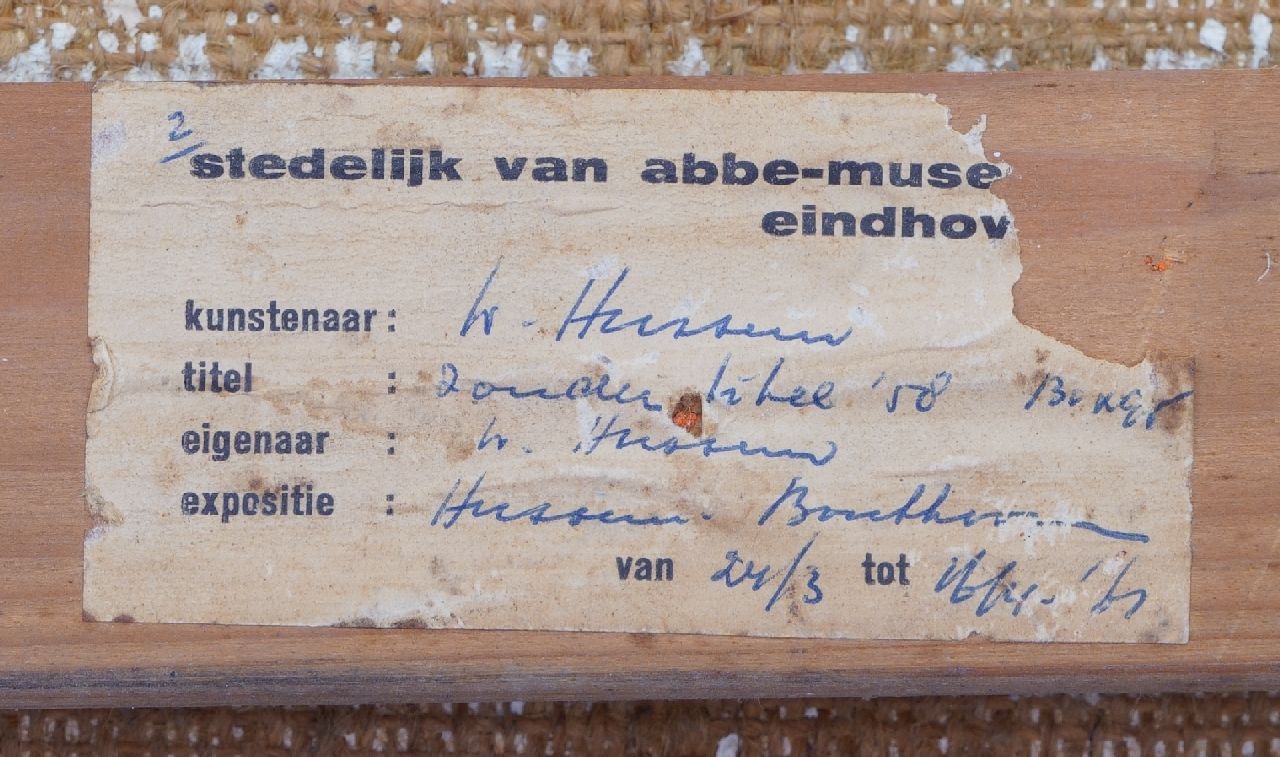 2/
stedelijk van abbe-muse
eindhov
kunstenaar: W. Hussem
titel : zonder titel '58
eigenaar : W. Hussem
expositie : Hussem - Bouthoorn
van 24/3 tot